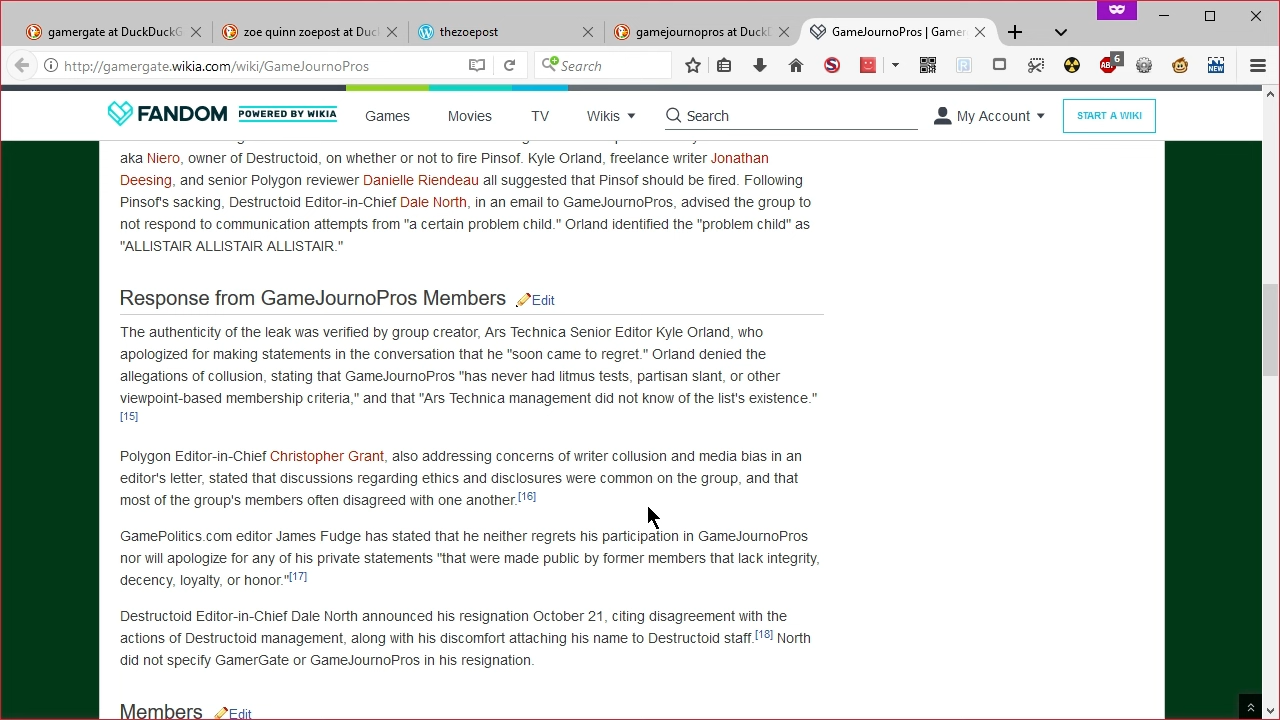 gamergate at DuckDuckG
zoe quinn zoepost at Duc
thezoepost
gamejournopros at DuckD
GameJournoPros | Gamer
http://gamergate.wikia.com/wiki/GameJournoPros
Search
6
NEW
FANDOM
POWERED BY WIKIA
Games
Movies
TV
Wikis
Search
My Account
START A WIKI
aka Niero, owner of Destructoid, on whether or not to fire Pinsof. Kyle Orland, freelance writer Jonathan
Deesing, and senior Polygon reviewer Danielle Riendeau all suggested that Pinsof should be fired. Following
Pinsof's sacking, Destructoid Editor-in-Chief Dale North, in an email to GameJournoPros, advised the group to
not respond to communication attempts from "a certain problem child." Orland identified the "problem child" as
"ALLISTAIR ALLISTAIR ALLISTAIR."
Response from GameJournoPros Members Edit
The authenticity of the leak was verified by group creator, Ars Technica Senior Editor Kyle Orland, who
apologized for making statements in the conversation that he "soon came to regret." Orland denied the
allegations of collusion, stating that GameJournoPros "has never had litmus tests, partisan slant, or other
viewpoint-based membership criteria," and that "Ars Technica management did not know of the list's existence."
[15]
Polygon Editor-in-Chief Christopher Grant, also addressing concerns of writer collusion and media bias in an
editor's letter, stated that discussions regarding ethics and disclosures were common on the group, and that
most of the group's members often disagreed with one another.[16]
GamePolitics.com editor James Fudge has stated that he neither regrets his participation in GameJournoPros
nor will apologize for any of his private statements "that were made public by former members that lack integrity,
decency, loyalty, or honor."[17]
Destructoid Editor-in-Chief Dale North announced his resignation October 21, citing disagreement with the
actions of Destructoid management, along with his discomfort attaching his name to Destructoid staff.[18] North
did not specify GamerGate or GameJournoPros in his resignation.
Members Edit